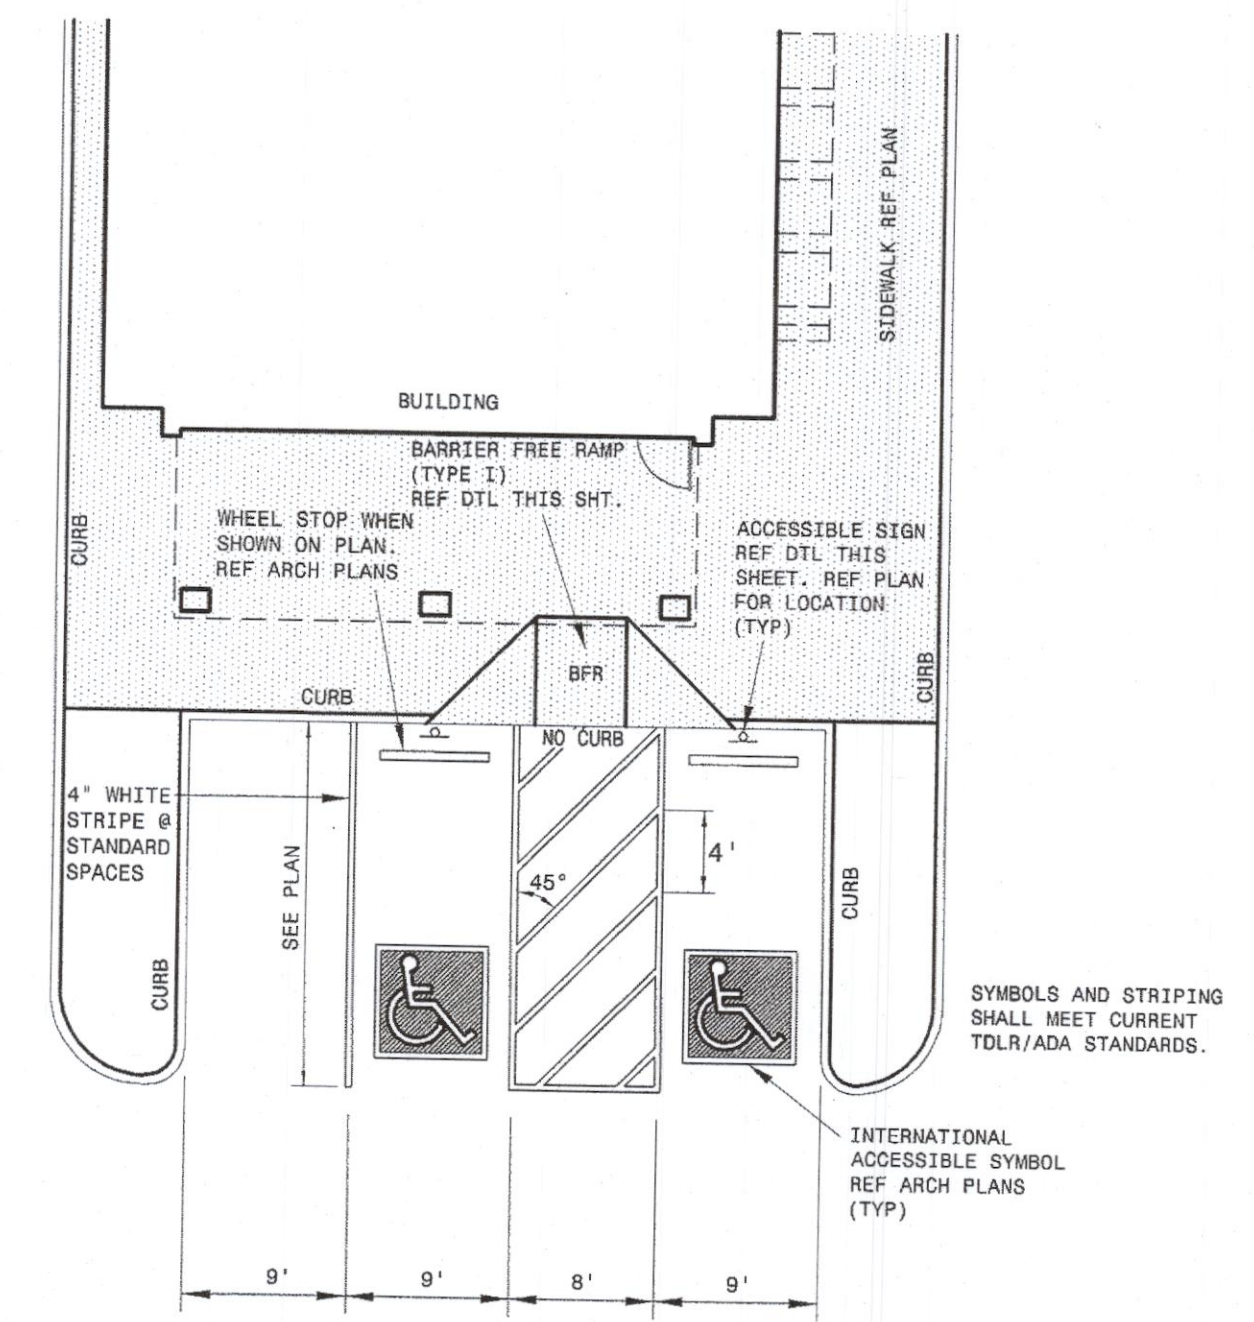 SIDEWALK REF PLAN
BUILDING
BARRIER FREE RAMP
(TYPE I)
REF DTL THIS SHT.
WHEEL STOP WHEN
SHOWN ON PLAN.
REF ARCH PLANS
ACCESSIBLE SIGN
REF DTL THIS
SHEET. REF PLAN
FOR LOCATION
(TYP)
CURB
BFR
CURB
CURB
NO CURB
4" WHITE
STRIPE @
STANDARD
SPACES
SEE PLAN
45°
4'
CURB
CURB
SYMBOLS AND STRIPING
SHALL MEET CURRENT
TDLR/ADA STANDARDS.
INTERNATIONAL
ACCESSIBLE SYMBOL
REF ARCH PLANS
(TYP)
9'
9'
8'
9'